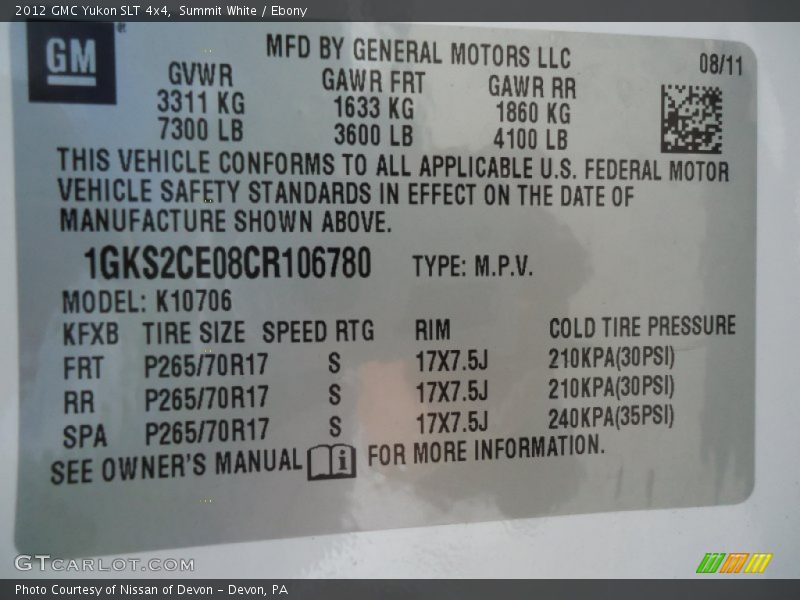 2012 GMC Yukon SLT 4x4,  Summit White / Ebony
GM
MFD BY GENERAL MOTORS LLC
08/11
GVWR GAWR FRT GAWR RR
3311 KG 1633 KG 1860 KG
7300 LB 3600 LB 4100 LB
THIS VEHICLE CONFORMS TO ALL APPLICABLE U.S. FEDERAL MOTOR
VEHICLE SAFETY STANDARDS IN EFFECT ON THE DATE OF
MANUFACTURE SHOWN ABOVE.
1GKS2CE08CR106780 TYPE: M.P.V.
MODEL: K10706
KFXB TIRE SIZE SPEED RTG RIM COLD TIRE PRESSURE
FRT P265/70R17 S 17X7.5J 210KPA(30PSI)
RR P265/70R17 S 17X7.5J 210KPA(30PSI)
SPA P265/70R17 S 17X7.5J 240KPA(35PSI)
SEE OWNER'S MANUAL i FOR MORE INFORMATION.
GTCARLOT.COM
Photo Courtesy of Nissan of Devon – Devon, PA